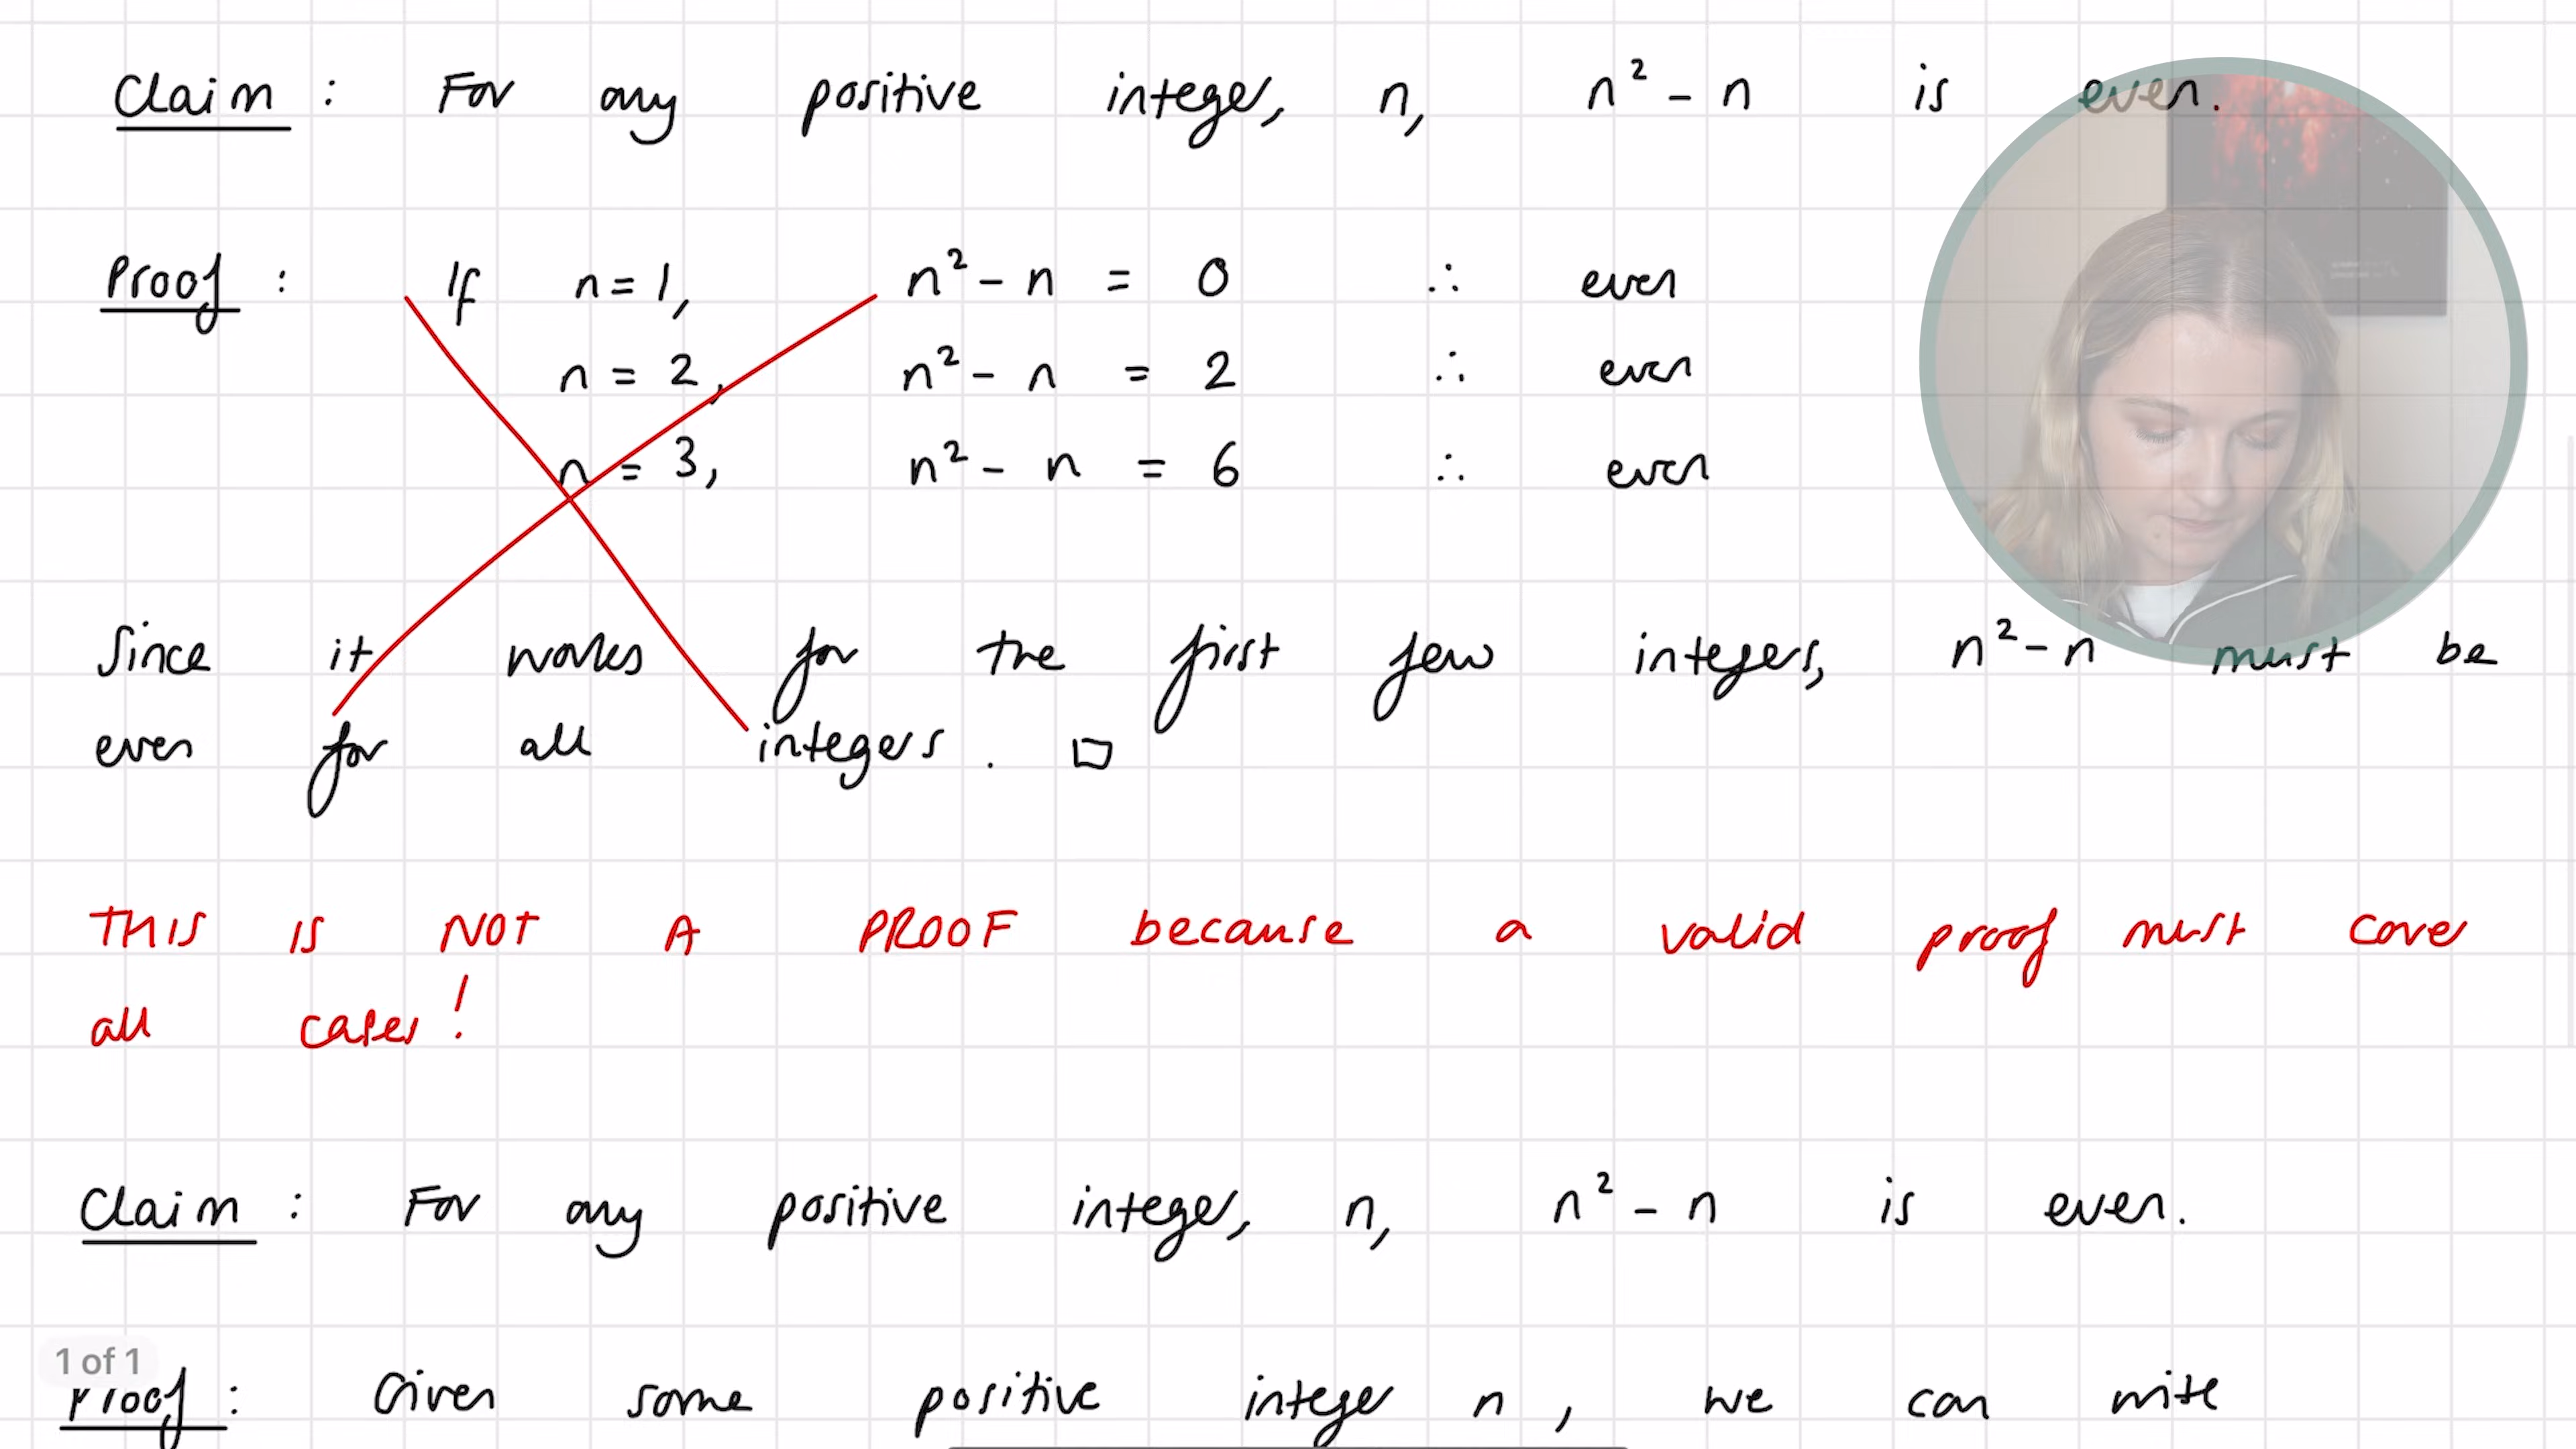 Claim : For any positive integer, n, n² - n is even.
Proof : If n = 1, n² - n = 0 ∴ even
n = 2, n² - n = 2 ∴ even
n = 3, n² - n = 6 ∴ even
Since it works for the first few integers, n² - n must be
even for all integers. □
THIS IS NOT A PROOF because a valid proof must cover
all cases!
Claim : For any positive integer, n, n² - n is even.
1 of 1
Proof : Given some positive integer n, we can write